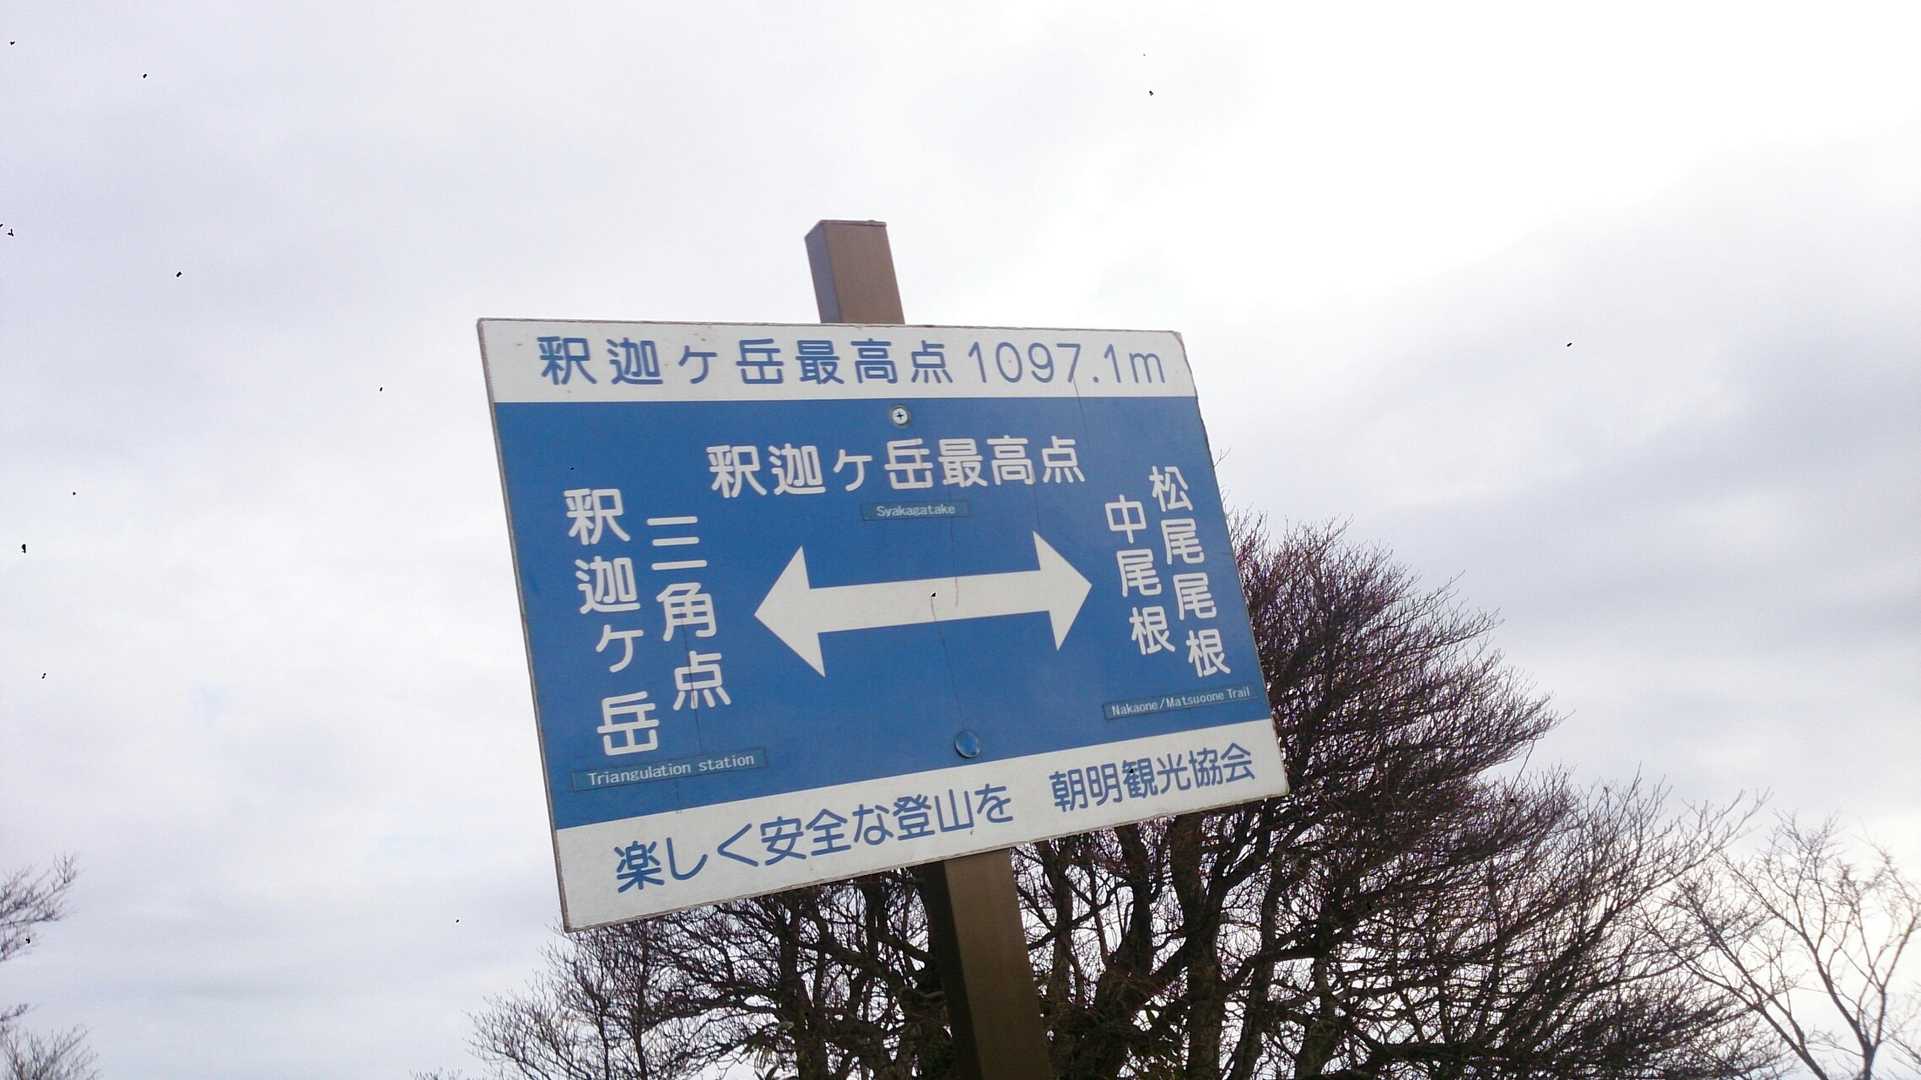 釈迦ヶ岳最高点1097.1m
釈迦ヶ岳最高点
Syakagatake
釈迦ヶ岳
三角点
Triangulation station
松尾尾根
中尾根
Nakaone/Matsuoone Trail
楽しく安全な登山を 朝明観光協会